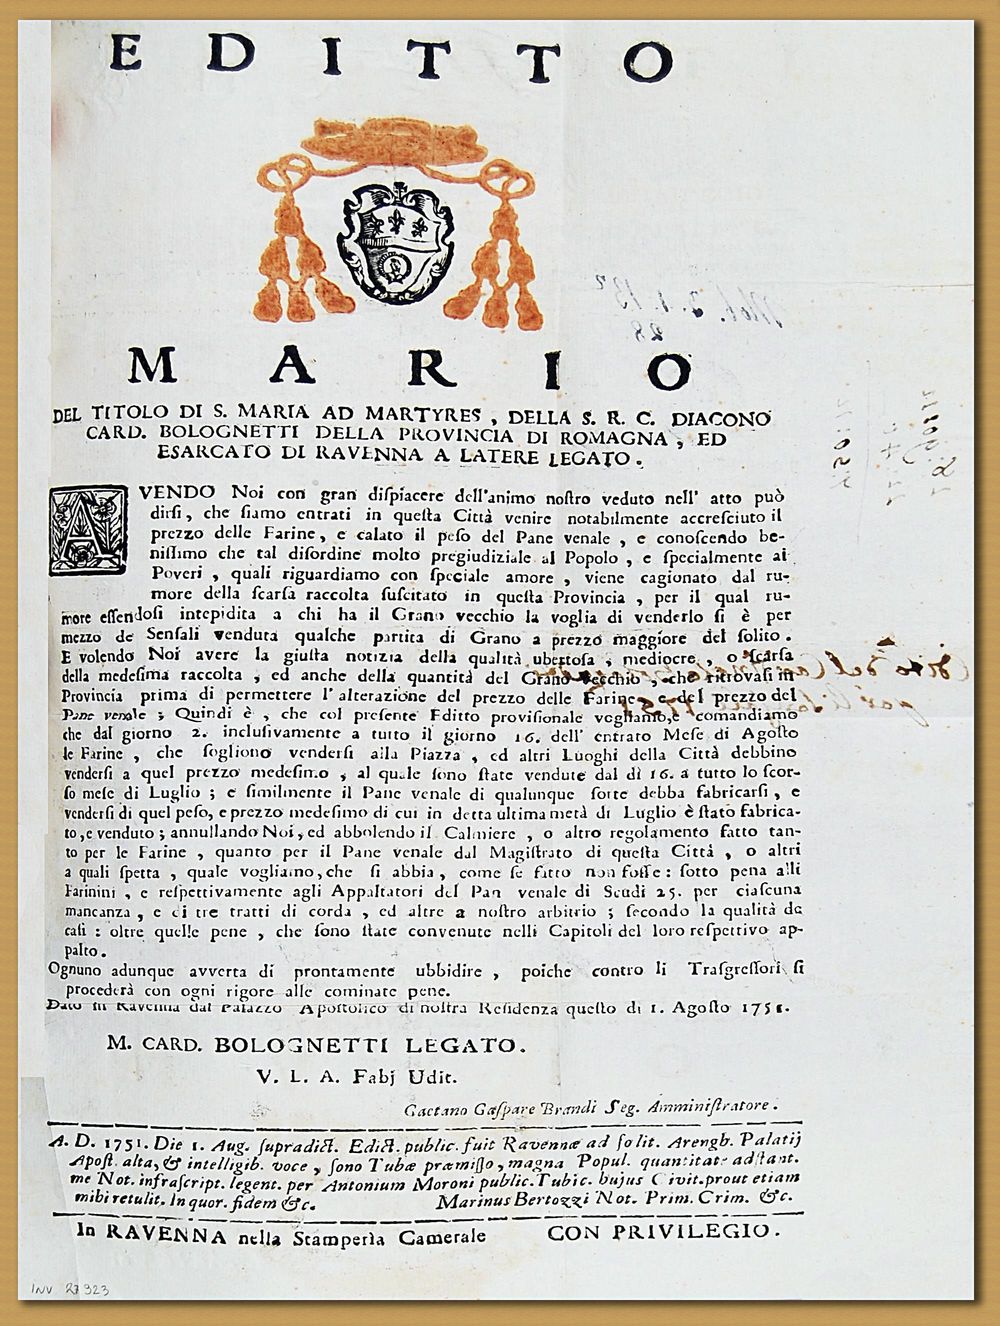 EDITTO
MARIO
DEL TITOLO DI S. MARIA AD MARTYRES, DELLA S. R. C. DIACONO
CARD. BOLOGNETTI DELLA PROVINCIA DI ROMAGNA, ED
ESARCATO DI RAVENNA A LATERE LEGATO.
AVENDO Noi con gran dispiacere dell'animo nostro veduto nell' atto può
dirsi, che siamo entrati in questa Città venire notabilmente accresciuto il
prezzo delle Farine, e calato il peso del Pane venale, e conoscendo be-
nissimo che tal disordine molto pregiudiziale al Popolo, e specialmente ai
Poveri, quali riguardiamo con speciale amore, viene cagionato dal ru-
more della scarsa raccolta suscitato in questa Provincia, per il qual ru-
more essendosi intepidita a chi ha il Grano vecchio la voglia di venderlo si è per
mezzo de Sensali venduta qualche partita di Grano a prezzo maggiore del solito.
E volendo Noi avere la giusta notizia della qualità ubertosa, mediocre, o scarsa
della medesima raccolta, ed anche della quantità del Grano vecchio, che ritrovasi in
Provincia prima di permettere l'alterazione del prezzo delle Farine, e del prezzo del
Pane venale; Quindi è, che col presente Editto provisionale vogliamo, e comandiamo
che dal giorno 2. inclusivamente a tutto il giorno 16. dell' entrato Mese di Agosto
le Farine, che sogliono vendersi alla Piazza, ed altri Luoghi della Città debbino
vendersi a quel prezzo medesimo, al quale sono state vendute dal dì 16. a tutto lo scor-
so mese di Luglio; e similmente il Pane venale di qualunque sorte debba fabricarsi, e
vendersi di quel peso, e prezzo medesimo di cui in detta ultima metà di Luglio è stato fabrica-
to, e venduto; annullando Noi, ed abbolendo il Calmiere, o altro regolamento fatto tan-
to per le Farine, quanto per il Pane venale dal Magistrato di questa Città, o altri
a quali spetta, quale vogliamo, che si abbia, come se fatto non fosse: sotto pena alli
Farinini, e respettivamente agli Appaltatori del Pan venale di Scudi 25. per ciascuna
mancanza, e di tre tratti di corda, ed altre a nostro arbitrio; secondo la qualità de
casi: oltre quelle pene, che sono state convenute nelli Capitoli del loro respettivo ap-
palto.
Ognuno adunque avverta di prontamente ubbidire, poiche contro li Trasgressori si
procederà con ogni rigore alle cominate pene.
Dato in Ravenna dal Palazzo Apostolico di nostra Residenza questo dì 1. Agosto 1751.
M. CARD. BOLOGNETTI LEGATO.
V. L. A. Fabj Udit.
Gaetano Gaspare Brandi Seg. Amministratore.
A. D. 1751. Die 1. Aug. supradict. Edict. public. fuit Ravennæ ad solit. Arengh. Palatij
Apost. alta, & intelligib. voce, sono Tubæ præmisso, magna Popul. quantitate adstant.
me Not. infrascript. legent. per Antonium Moroni public. Tubic. hujus Civit. prout etiam
mihi retulit. In quor. fidem &c. Marinus Bertozzi Not. Prim. Crim. &c.
In RAVENNA nella Stamperìa Camerale CON PRIVILEGIO.
INV 27323